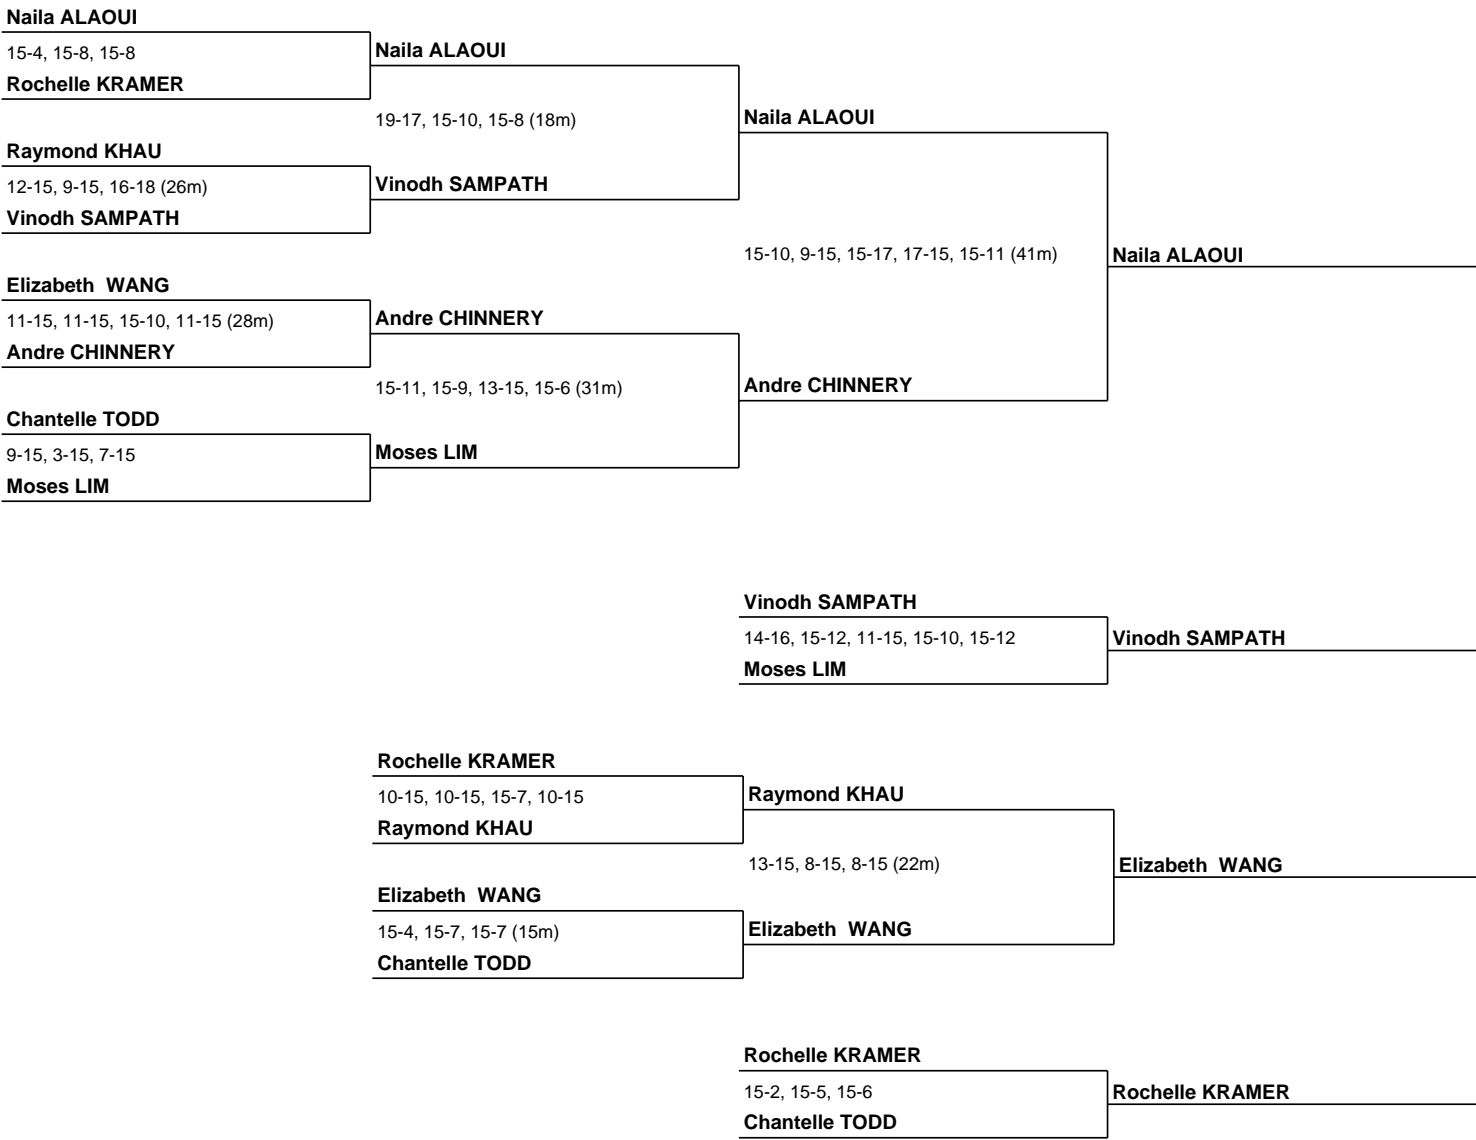 Naila ALAOUI
15-4, 15-8, 15-8
Naila ALAOUI
Rochelle KRAMER
19-17, 15-10, 15-8 (18m)
Naila ALAOUI
Raymond KHAU
12-15, 9-15, 16-18 (26m)
Vinodh SAMPATH
Vinodh SAMPATH
15-10, 9-15, 15-17, 17-15, 15-11 (41m)
Naila ALAOUI
Elizabeth  WANG
11-15, 11-15, 15-10, 11-15 (28m)
Andre CHINNERY
Andre CHINNERY
15-11, 15-9, 13-15, 15-6 (31m)
Andre CHINNERY
Chantelle TODD
9-15, 3-15, 7-15
Moses LIM
Moses LIM
Vinodh SAMPATH
14-16, 15-12, 11-15, 15-10, 15-12
Vinodh SAMPATH
Moses LIM
Rochelle KRAMER
10-15, 10-15, 15-7, 10-15
Raymond KHAU
Raymond KHAU
13-15, 8-15, 8-15 (22m)
Elizabeth  WANG
Elizabeth  WANG
15-4, 15-7, 15-7 (15m)
Elizabeth  WANG
Chantelle TODD
Rochelle KRAMER
15-2, 15-5, 15-6
Rochelle KRAMER
Chantelle TODD